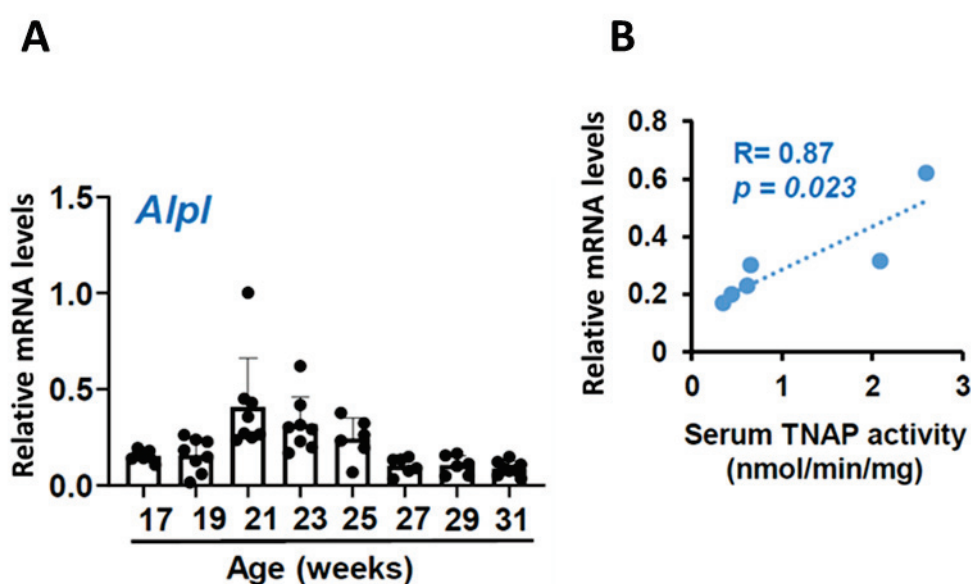 A
Alpl
Relative mRNA levels
1.5
1.0
0.5
0.0
17 19 21 23 25 27 29 31
Age (weeks)
B
R= 0.87
p = 0.023
Relative mRNA levels
0.8
0.6
0.4
0.2
0
0 1 2 3
Serum TNAP activity
(nmol/min/mg)